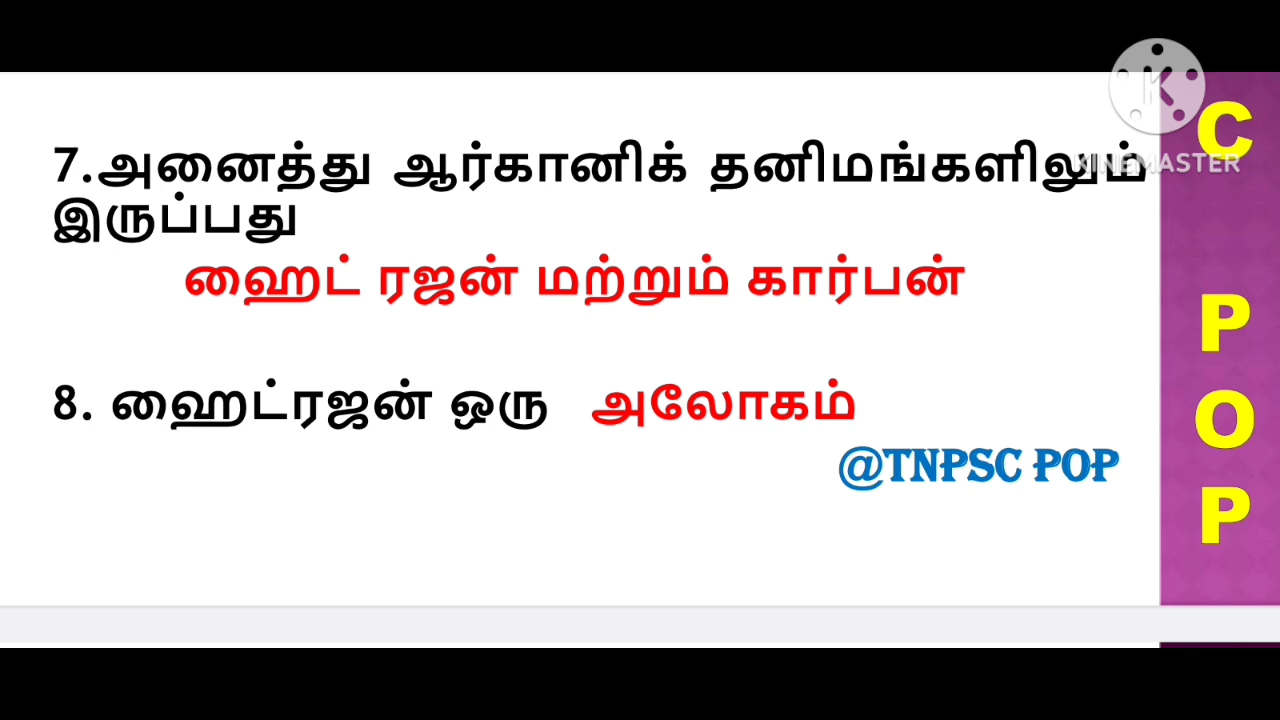 7.அனைத்து ஆர்கானிக் தனிமங்களிலும்
இருப்பது
ஹைட் ரஜன் மற்றும் கார்பன்
8. ஹைட்ரஜன் ஒரு அலோகம்
@TNPSC POP
KINEMASTER
C
P
O
P